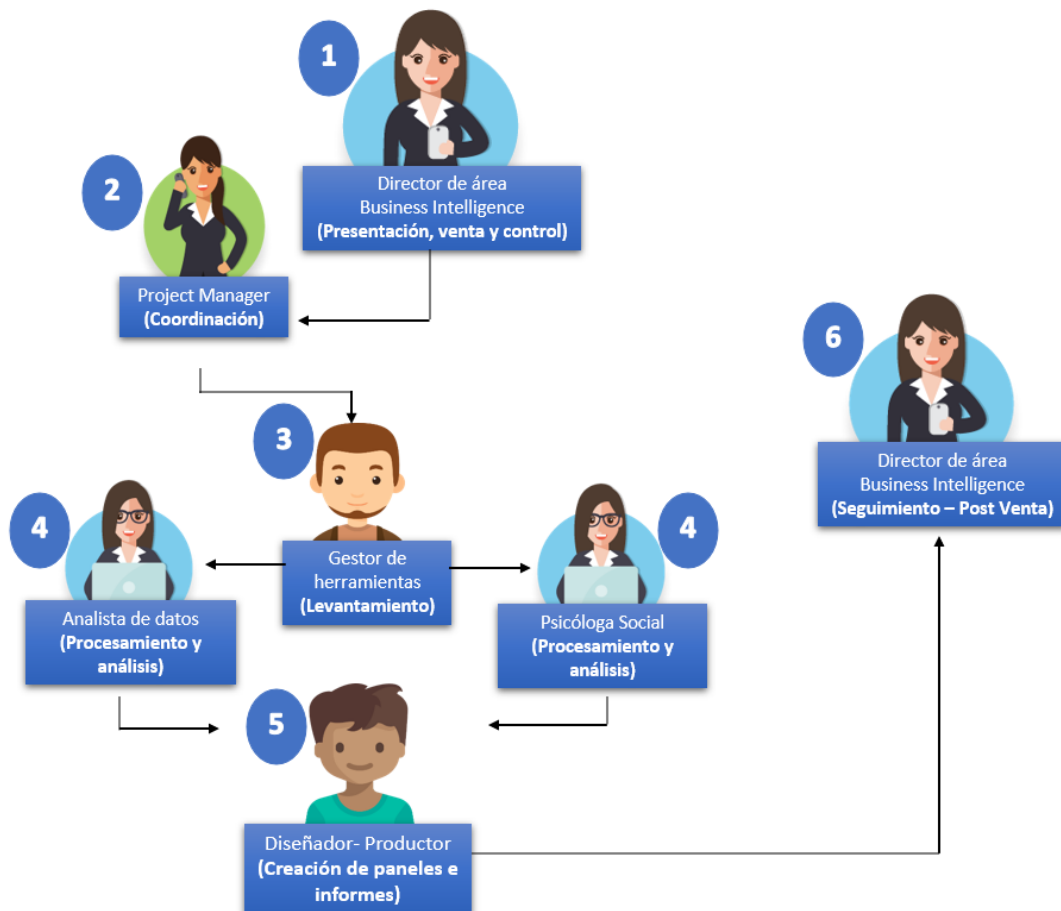 1
Director de área
Business Intelligence
(Presentación, venta y control)
2
Project Manager
(Coordinación)
3
Gestor de
herramientas
(Levantamiento)
4
Analista de datos
(Procesamiento y
análisis)
4
Psicóloga Social
(Procesamiento y
análisis)
5
Diseñador- Productor
(Creación de paneles e
informes)
6
Director de área
Business Intelligence
(Seguimiento – Post Venta)